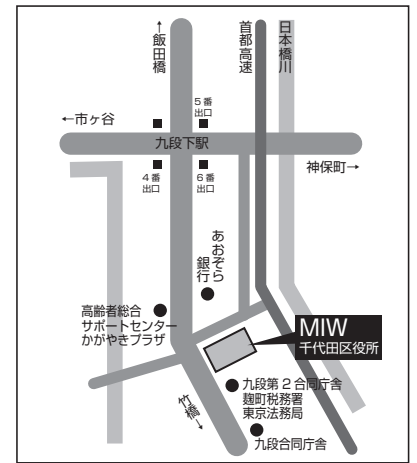 ←飯田橋
首都高速
日本橋川
←市ヶ谷
5番
出口
九段下駅
神保町→
4番
出口
6番
出口
あおぞら
銀行
高齢者総合
サポートセンター
かがやきプラザ
MIW
千代田区役所
九段第2合同庁舎
麹町税務署
東京法務局
竹橋→
九段合同庁舎